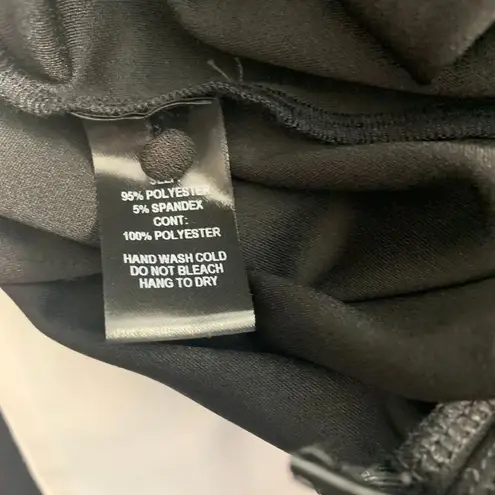 95% POLYESTER
5% SPANDEX
CONT:
100% POLYESTER
HAND WASH COLD
DO NOT BLEACH
HANG TO DRY